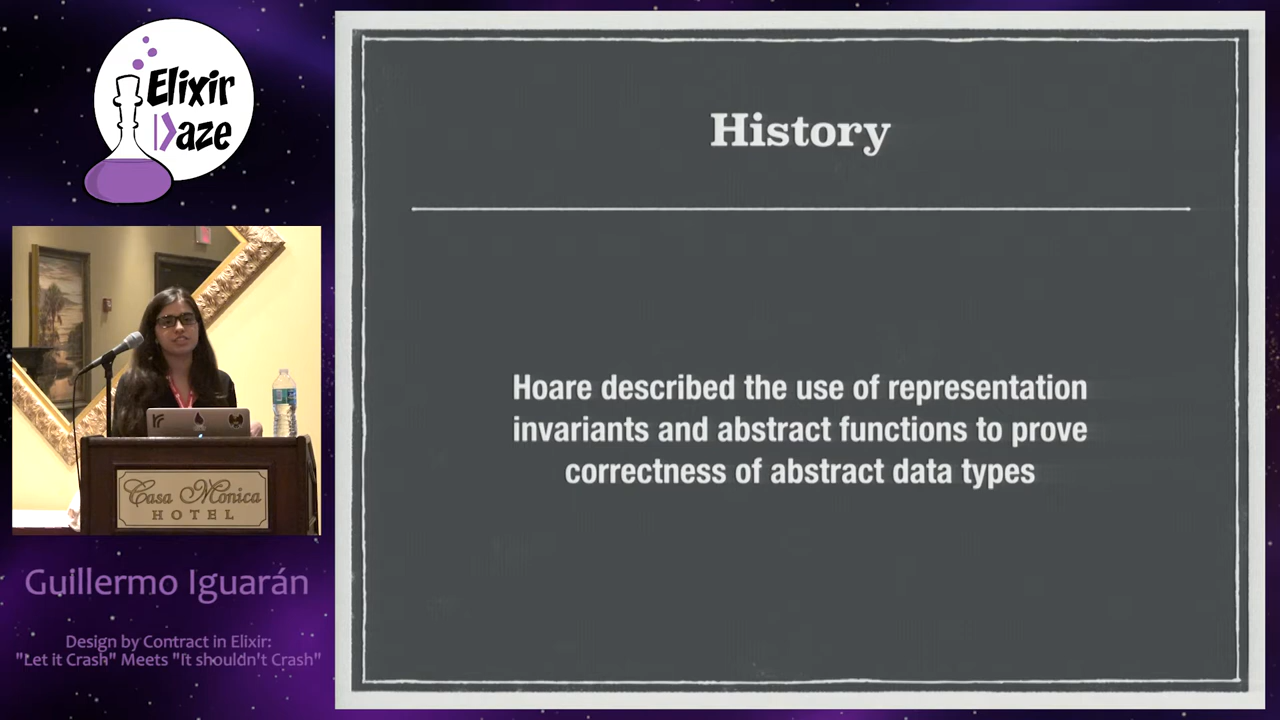 Elixir
Daze
Casa Monica
HOTEL
Guillermo Iguarán
Design by Contract in Elixir:
"Let it Crash" Meets "It shouldn't Crash"
History
Hoare described the use of representation
invariants and abstract functions to prove
correctness of abstract data types